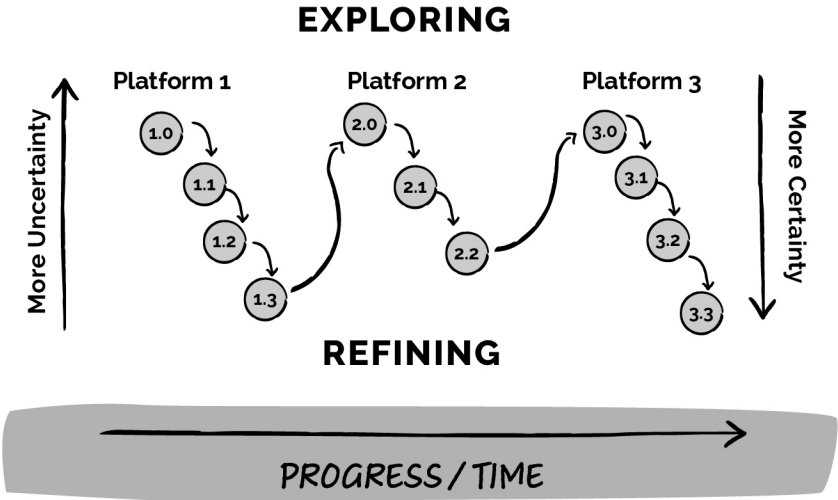 EXPLORING
Platform 1
Platform 2
Platform 3
More Uncertainty
More Certainty
1.0
1.1
1.2
1.3
2.0
2.1
2.2
3.0
3.1
3.2
3.3
REFINING
PROGRESS / TIME